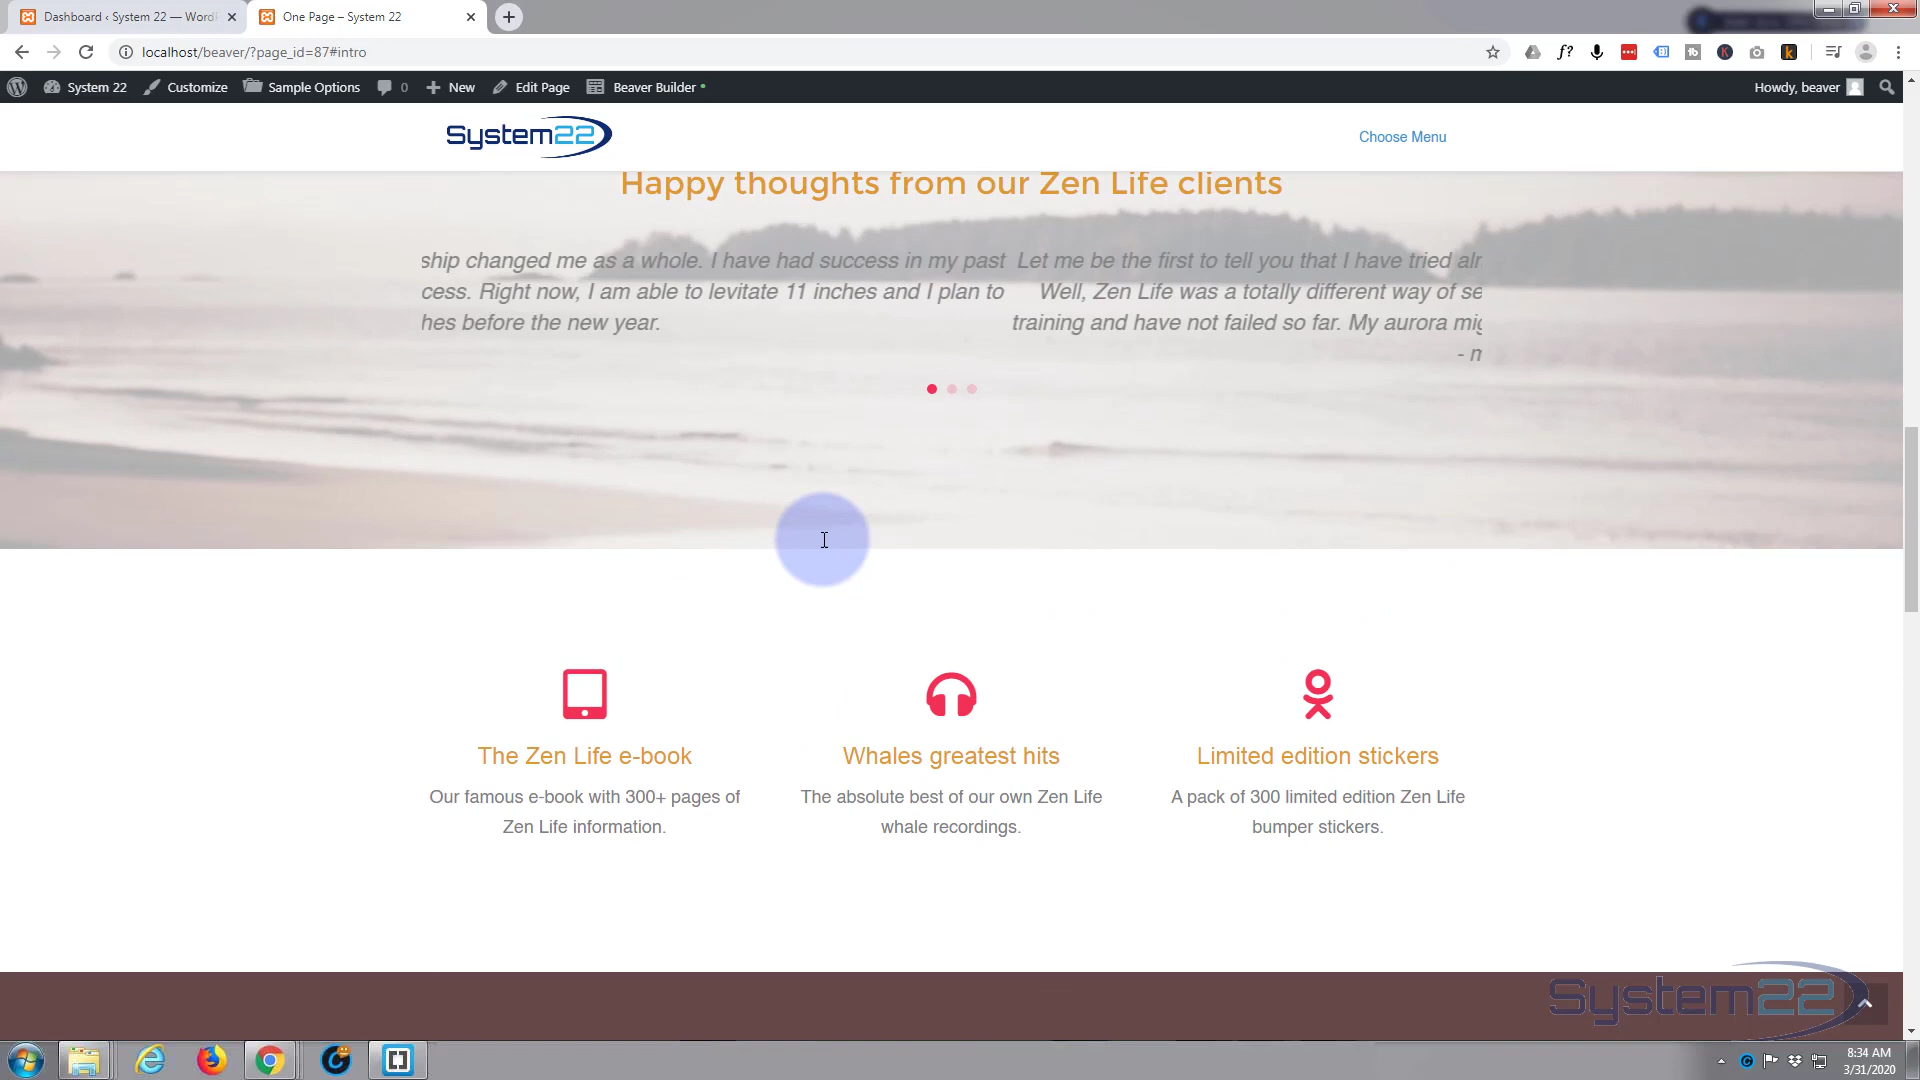 Dashboard ‹ System 22 — WordP
One Page – System 22
localhost/beaver/?page_id=87#intro
System 22
Customize
Sample Options
0
New
Edit Page
Beaver Builder
Howdy, beaver
System22
Choose Menu
Happy thoughts from our Zen Life clients
ship changed me as a whole. I have had success in my past
cess. Right now, I am able to levitate 11 inches and I plan to
hes before the new year.
Let me be the first to tell you that I have tried alr
Well, Zen Life was a totally different way of se
training and have not failed so far. My aurora mig
- m
The Zen Life e-book
Our famous e-book with 300+ pages of
Zen Life information.
Whales greatest hits
The absolute best of our own Zen Life
whale recordings.
Limited edition stickers
A pack of 300 limited edition Zen Life
bumper stickers.
System22
8:34 AM
3/31/2020